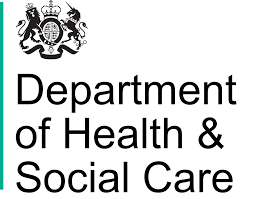 Department
of Health &
Social Care